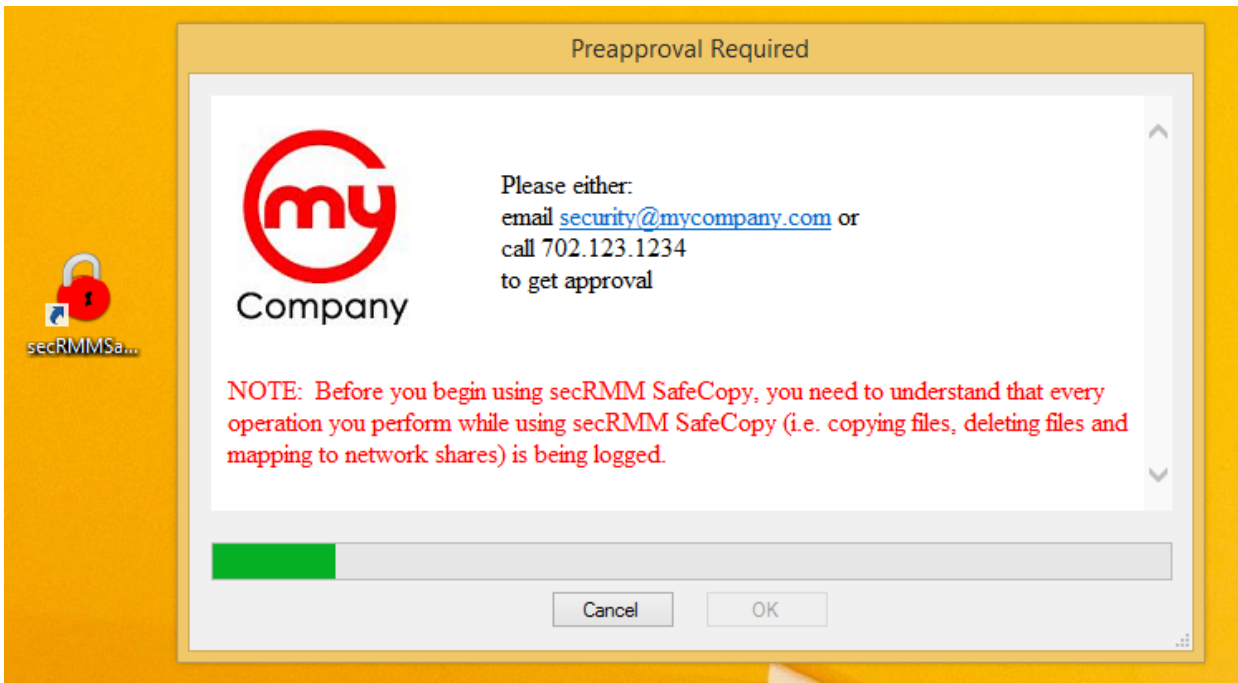 Preapproval Required
my
Company
Please either:
email security@mycompany.com or
call 702.123.1234
to get approval
secRMMSa...
NOTE:  Before you begin using secRMM SafeCopy, you need to understand that every
operation you perform while using secRMM SafeCopy (i.e. copying files, deleting files and
mapping to network shares) is being logged.
Cancel
OK